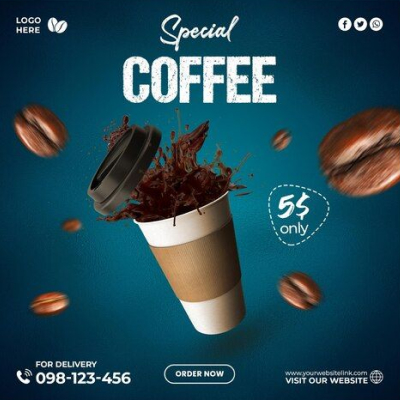 LOGO
HERE
Special
COFFEE
5$
only
FOR DELIVERY
098-123-456
ORDER NOW
www.yourwebsitelink.com
VISIT OUR WEBSITE